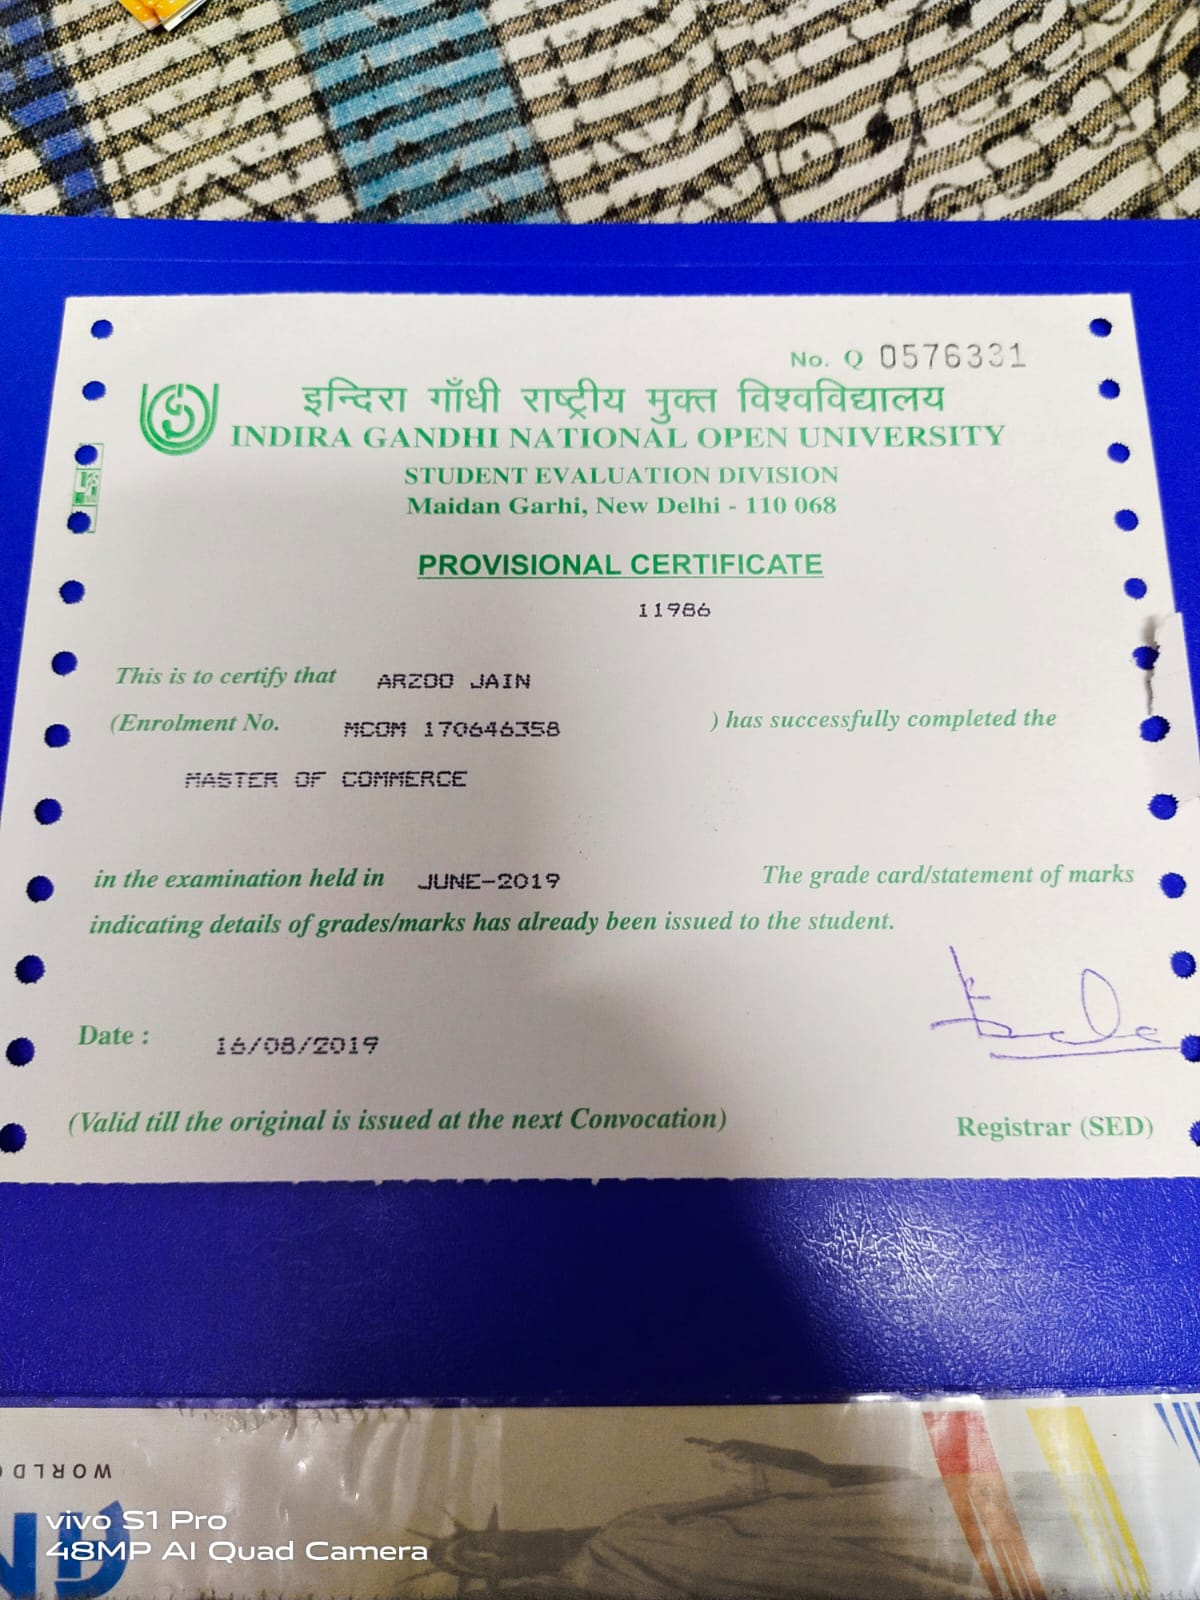 No. Q 0576331
इन्दिरा गाँधी राष्ट्रीय मुक्त विश्वविद्यालय
INDIRA GANDHI NATIONAL OPEN UNIVERSITY
STUDENT EVALUATION DIVISION
Maidan Garhi, New Delhi - 110 068
PROVISIONAL CERTIFICATE
11986
This is to certify that ARZOO JAIN
(Enrolment No. MCOM 170646358 ) has successfully completed the
MASTER OF COMMERCE
in the examination held in JUNE-2019 The grade card/statement of marks
indicating details of grades/marks has already been issued to the student.
Date : 16/08/2019
(Valid till the original is issued at the next Convocation) Registrar (SED)
WORLD
vivo S1 Pro
48MP AI Quad Camera